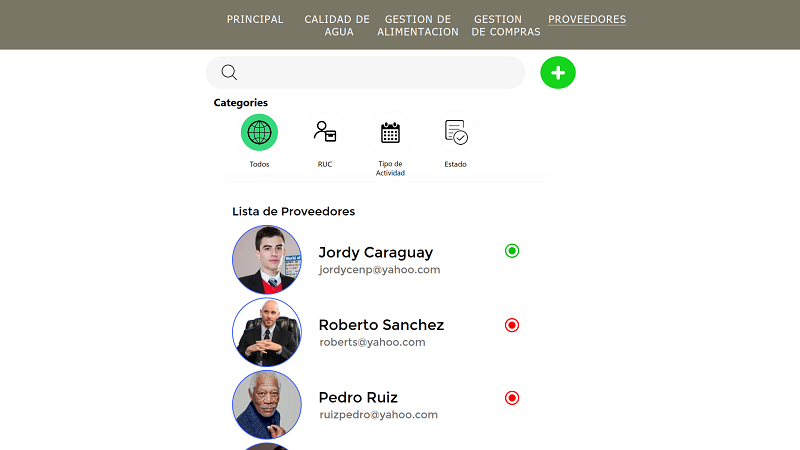 PRINCIPAL
CALIDAD DE
AGUA
GESTION DE
ALIMENTACION
GESTION
DE COMPRAS
PROVEEDORES
Categories
Todos
RUC
Tipo de
Actividad
Estado
Lista de Proveedores
Jordy Caraguay
jordycenp@yahoo.com
Roberto Sanchez
roberts@yahoo.com
Pedro Ruiz
ruizpedro@yahoo.com